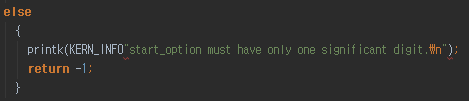 else
{
printk(KERN_INFO"start_option must have only one significant digit.₩n");
return -1;
}